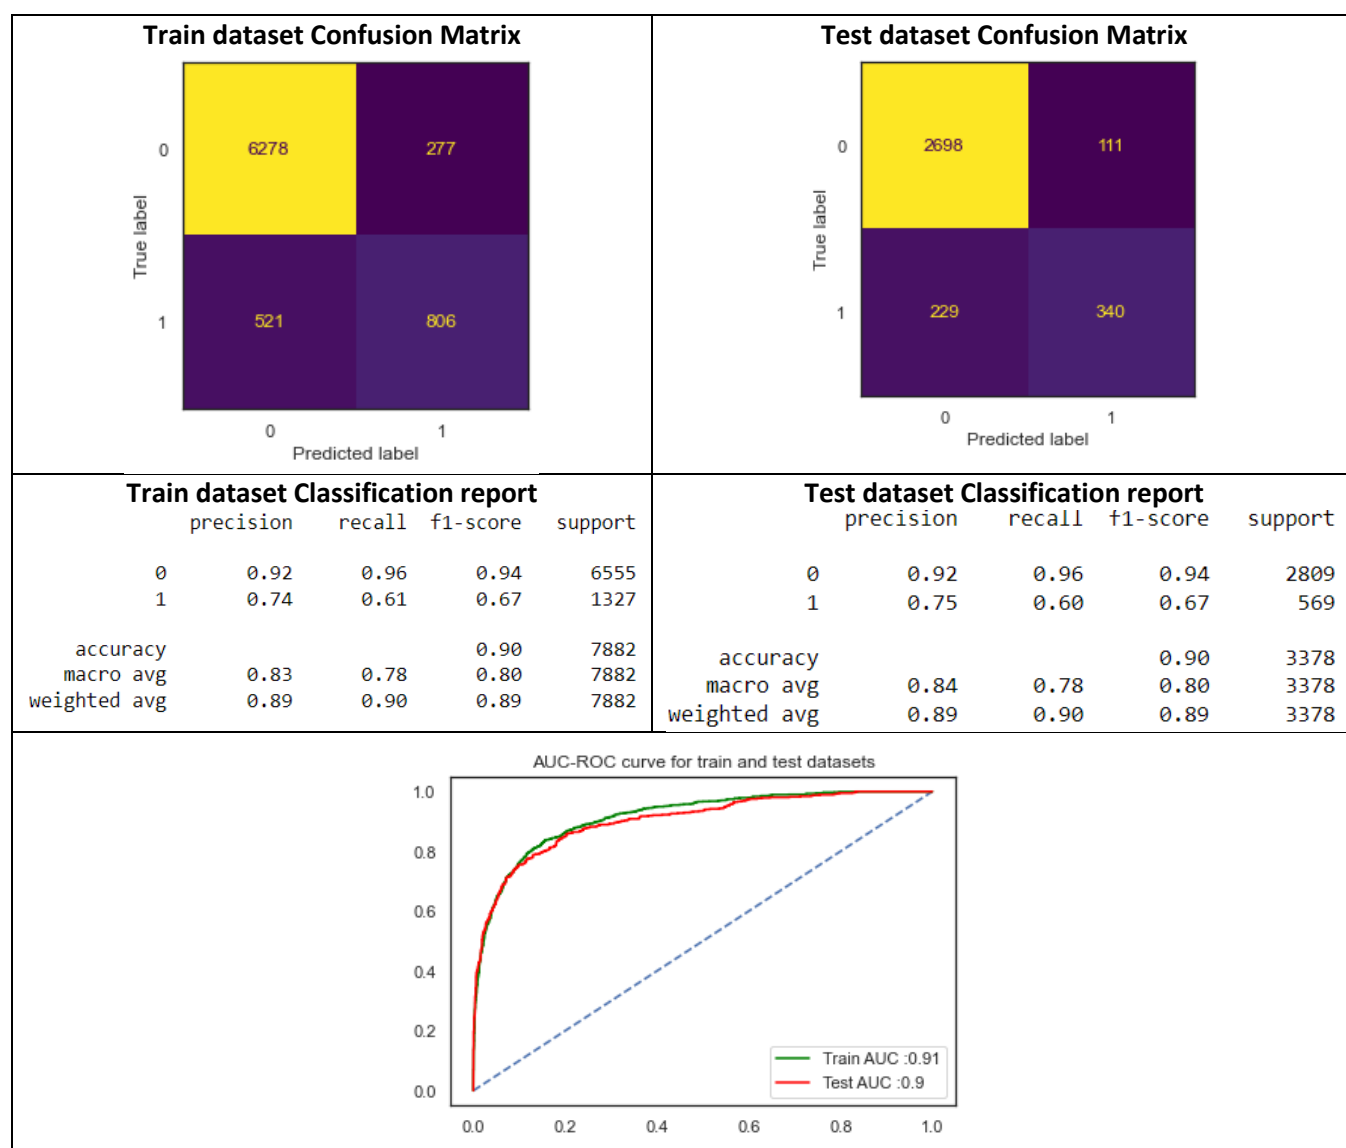 Train dataset Confusion Matrix
0
6278
277
True label
1
521
806
0
1
Predicted label
Test dataset Confusion Matrix
0
2698
111
True label
1
229
340
0
1
Predicted label
Train dataset Classification report
precision recall f1-score support
0 0.92 0.96 0.94 6555
1 0.74 0.61 0.67 1327
accuracy 0.90 7882
macro avg 0.83 0.78 0.80 7882
weighted avg 0.89 0.90 0.89 7882
Test dataset Classification report
precision recall f1-score support
0 0.92 0.96 0.94 2809
1 0.75 0.60 0.67 569
accuracy 0.90 3378
macro avg 0.84 0.78 0.80 3378
weighted avg 0.89 0.90 0.89 3378
AUC-ROC curve for train and test datasets
1.0
0.8
0.6
0.4
0.2
0.0
Train AUC :0.91
Test AUC :0.9
0.0 0.2 0.4 0.6 0.8 1.0